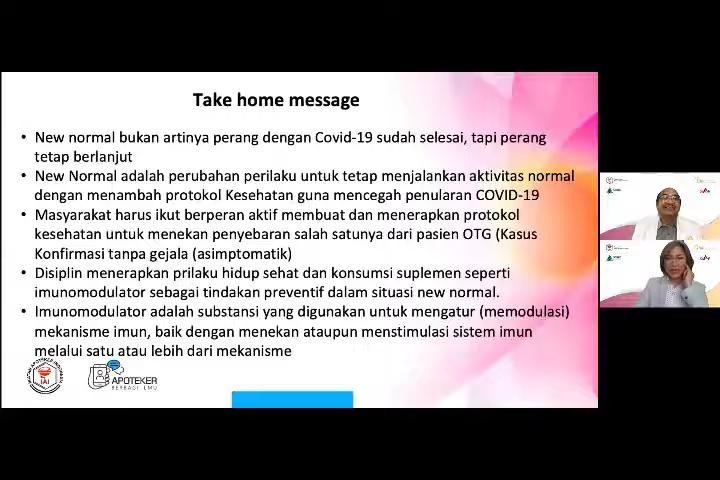 Take home message
• New normal bukan artinya perang dengan Covid-19 sudah selesai, tapi perang
tetap berlanjut
• New Normal adalah perubahan perilaku untuk tetap menjalankan aktivitas normal
dengan menambah protokol Kesehatan guna mencegah penularan COVID-19
• Masyarakat harus ikut berperan aktif membuat dan menerapkan protokol
kesehatan untuk menekan penyebaran salah satunya dari pasien OTG (Kasus
Konfirmasi tanpa gejala (asimptomatik)
• Disiplin menerapkan prilaku hidup sehat dan konsumsi suplemen seperti
imunomodulator sebagai tindakan preventif dalam situasi new normal.
• Imunomodulator adalah substansi yang digunakan untuk mengatur (memodulasi)
mekanisme imun, baik dengan menekan ataupun menstimulasi sistem imun
melalui satu atau lebih dari mekanisme
IAI
APOTEKER
BERBAGI ILMU